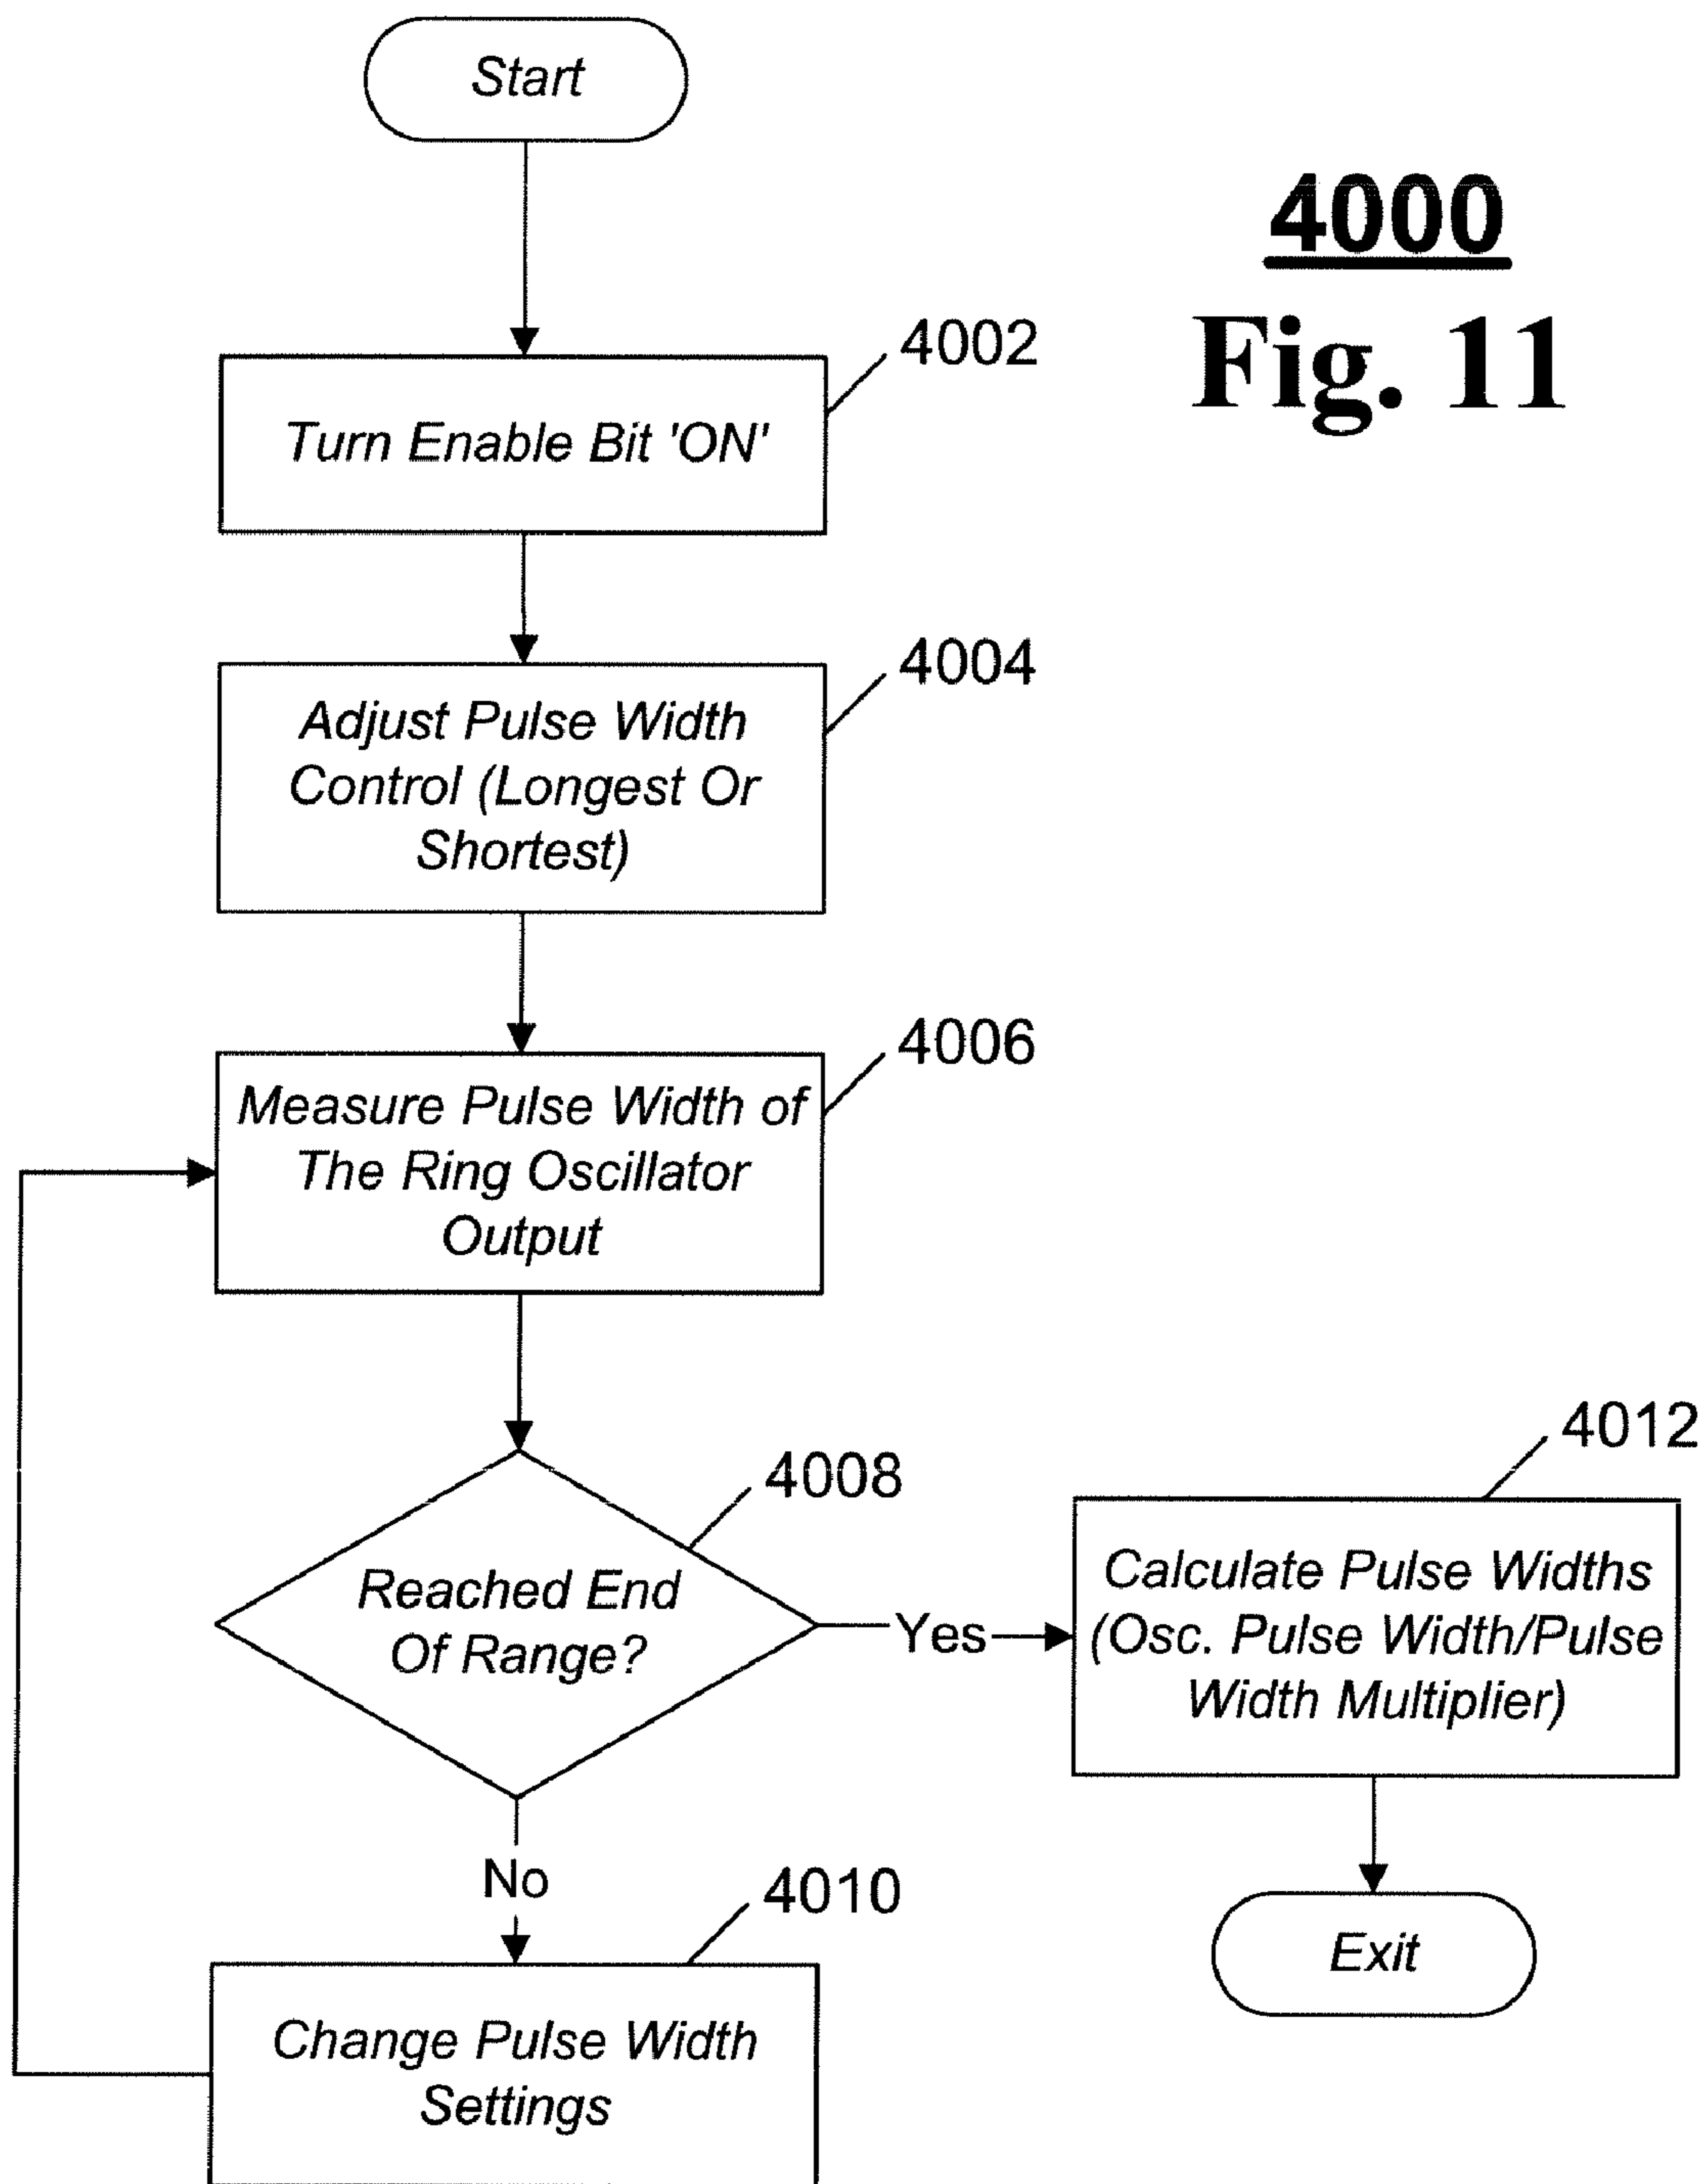 Start
4000
Fig. 11
4002
Turn Enable Bit 'ON'
4004
Adjust Pulse Width
Control (Longest Or
Shortest)
4006
Measure Pulse Width of
The Ring Oscillator
Output
4008
Reached End
Of Range?
Yes
4012
Calculate Pulse Widths
(Osc. Pulse Width/Pulse
Width Multiplier)
No
4010
Exit
Change Pulse Width
Settings